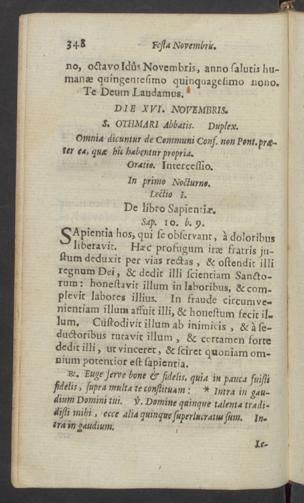 348 Festa Novembris.
no, octavo Idûs Novembris, anno salutis hu-
manæ quingentesimo quinquagesimo nono.
Te Deum Laudamus.
DIE XVI. NOVEMBRIS.
S. OTHMARI Abbatis. Duplex.
Omnia dicuntur de Communi Conf. non Pont. præ-
ter ea, quæ hîc habentur propria.
Oratio. Intercessio.
In primo Nocturno.
Lectio I.
De libro Sapientiæ.
Sap. 10. b. 9.
SApientia hos, qui se observant, à doloribus
liberavit. Hæc profugum iræ fratris ju-
stum deduxit per vias rectas, & ostendit illi
regnum Dei, & dedit illi scientiam Sancto-
rum: honestavit illum in laboribus, & com-
plevit labores illius. In fraude circumve-
nientium illum affuit illi, & honestum fecit il-
lum. Custodivit illum ab inimicis, & à se-
ductoribus tutavit illum, & certamen forte
dedit illi, ut vinceret, & sciret quoniam om-
nium potentior est sapientia.
℟. Euge serve bone & fidelis, quia in pauca fuisti
fidelis, supra multa te constituam: * Intra in gau-
dium Domini tui. ℣. Domine quinque talenta tradi-
disti mihi, ecce alia quinque superlucratus sum. In-
tra in gaudium.
Le-